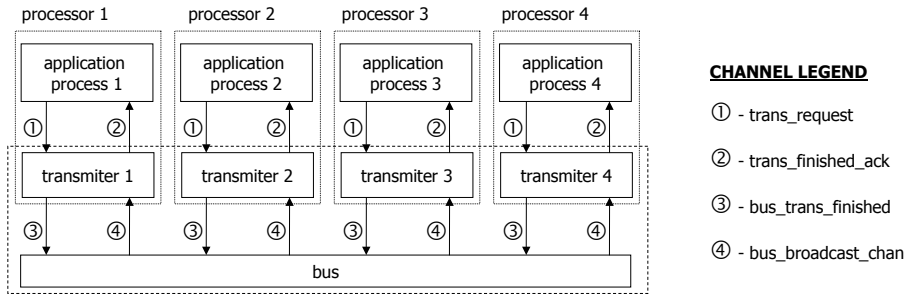 processor 1 processor 2 processor 3 processor 4
application process 1
application process 2
application process 3
application process 4
① ② ① ② ① ② ① ②
transmiter 1 transmiter 2 transmiter 3 transmiter 4
③ ④ ③ ④ ③ ④ ③ ④
bus
CHANNEL LEGEND
① - trans_request
② - trans_finished_ack
③ - bus_trans_finished
④ - bus_broadcast_chan